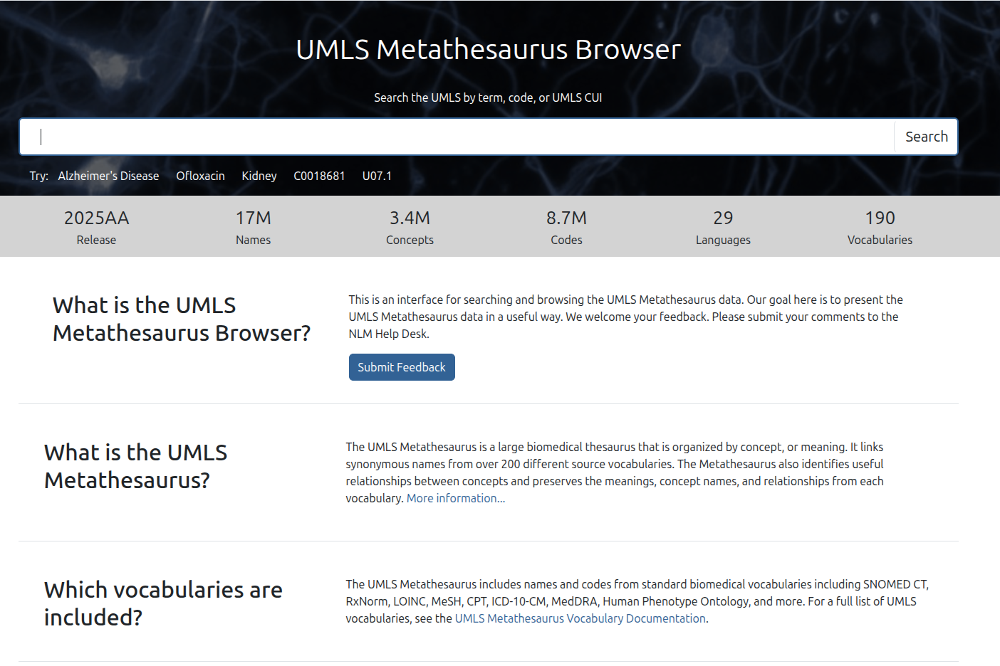 UMLS Metathesaurus Browser
Search the UMLS by term, code, or UMLS CUI
Search
Try: Alzheimer's Disease Ofloxacin Kidney C0018681 U07.1
2025AA 17M 3.4M 8.7M 29 190
Release Names Concepts Codes Languages Vocabularies
What is the UMLS
Metathesaurus Browser?
This is an interface for searching and browsing the UMLS Metathesaurus data. Our goal here is to present the
UMLS Metathesaurus data in a useful way. We welcome your feedback. Please submit your comments to the
NLM Help Desk.
Submit Feedback
What is the UMLS
Metathesaurus?
The UMLS Metathesaurus is a large biomedical thesaurus that is organized by concept, or meaning. It links
synonymous names from over 200 different source vocabularies. The Metathesaurus also identifies useful
relationships between concepts and preserves the meanings, concept names, and relationships from each
vocabulary. More information...
Which vocabularies are
included?
The UMLS Metathesaurus includes names and codes from standard biomedical vocabularies including SNOMED CT,
RxNorm, LOINC, MeSH, CPT, ICD-10-CM, MedDRA, Human Phenotype Ontology, and more. For a full list of UMLS
vocabularies, see the UMLS Metathesaurus Vocabulary Documentation.